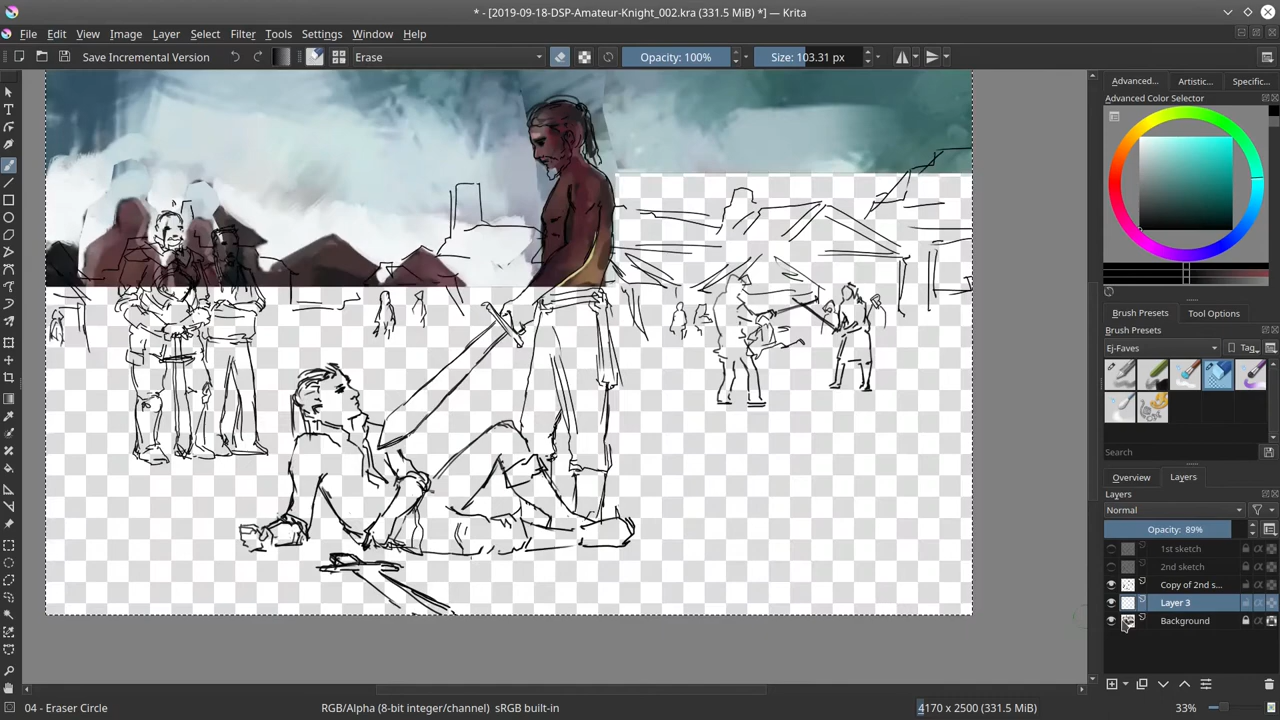 * - [2019-09-18-DSP-Amateur-Knight_002.kra (331.5 MiB) *] — Krita
File Edit View Image Layer Select Filter Tools Settings Window Help
Save Incremental Version Erase Opacity: 100% Size: 103.31 px
Advanced... Artistic... Specific...
Advanced Color Selector
Brush Presets Tool Options
Brush Presets
Ej-Faves Tag
Search
Overview Layers
Layers
Normal
Opacity: 89%
1st sketch
2nd sketch
Copy of 2nd s...
Layer 3
Background
04 - Eraser Circle RGB/Alpha (8-bit integer/channel) sRGB built-in 4170 x 2500 (331.5 MiB) 33%